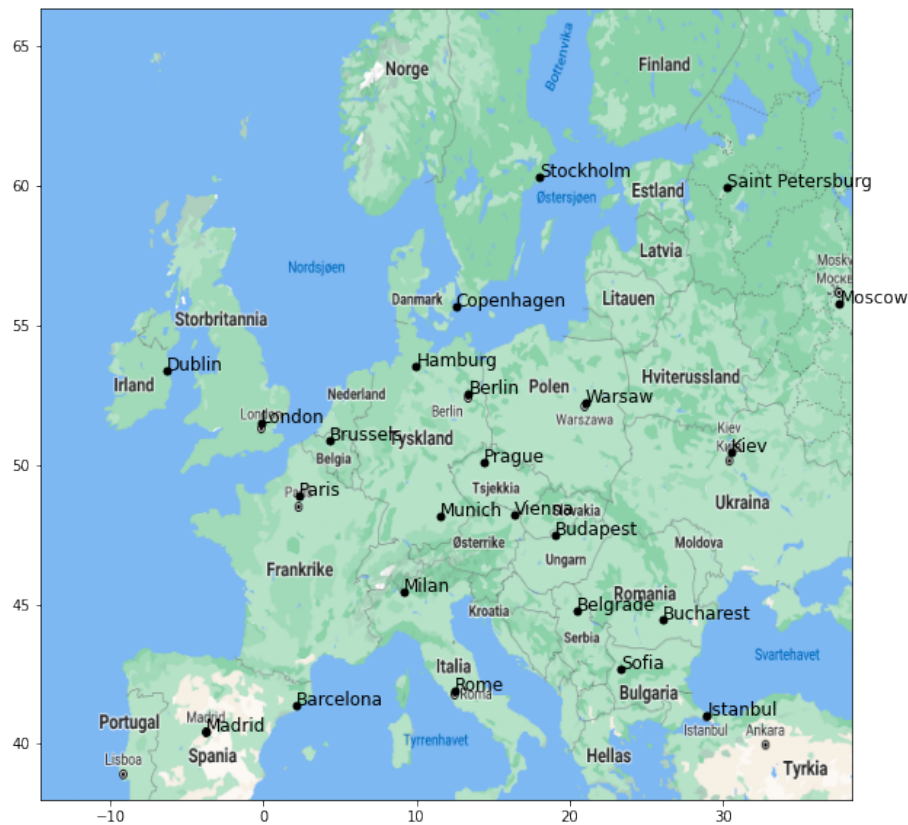 65
Norge
Bottenvika
Finland
60
Stockholm
Østersjøen
Estland
Saint Petersburg
Latvia
Nordsjøen
Danmark
Copenhagen
Litauen
Moskv
Москв
Moscow
55
Storbritannia
Dublin
Irland
Hamburg
Nederland
Berlin
Berlin
Polen
Warsaw
Warszawa
Hviterussland
London
London
Brussels
Tyskland
Belgia
Kiev
Kiev
50
Prague
Paris
Tsjekkia
Munich
Vienna
Slovakia
Budapest
Ukraina
Østerrike
Ungarn
Moldova
Frankrike
45
Milan
Kroatia
Belgrade
Romania
Bucharest
Serbia
Svartehavet
Italia
Rome
Roma
Sofia
Bulgaria
Barcelona
Portugal
Madrid
Madrid
Spania
40
Lisboa
Tyrrenhavet
Hellas
Istanbul
Istanbul
Ankara
Tyrkia
−10
0
10
20
30